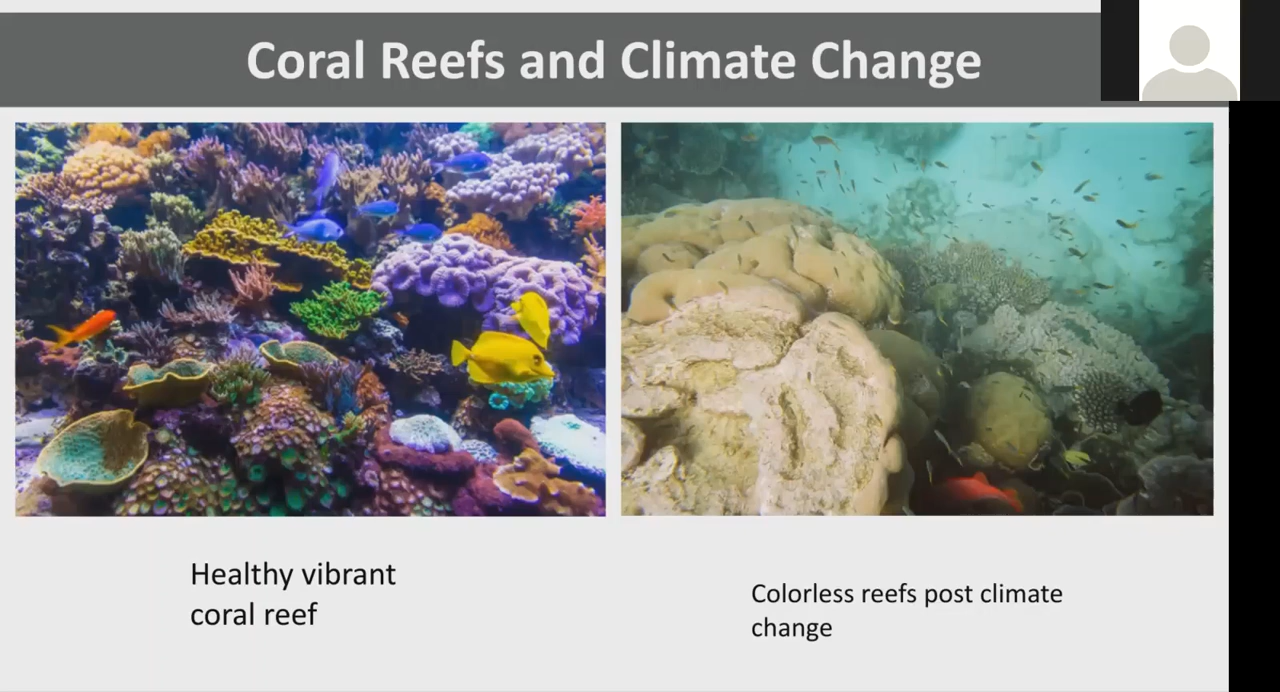 Coral Reefs and Climate Change
Healthy vibrant
coral reef
Colorless reefs post climate
change